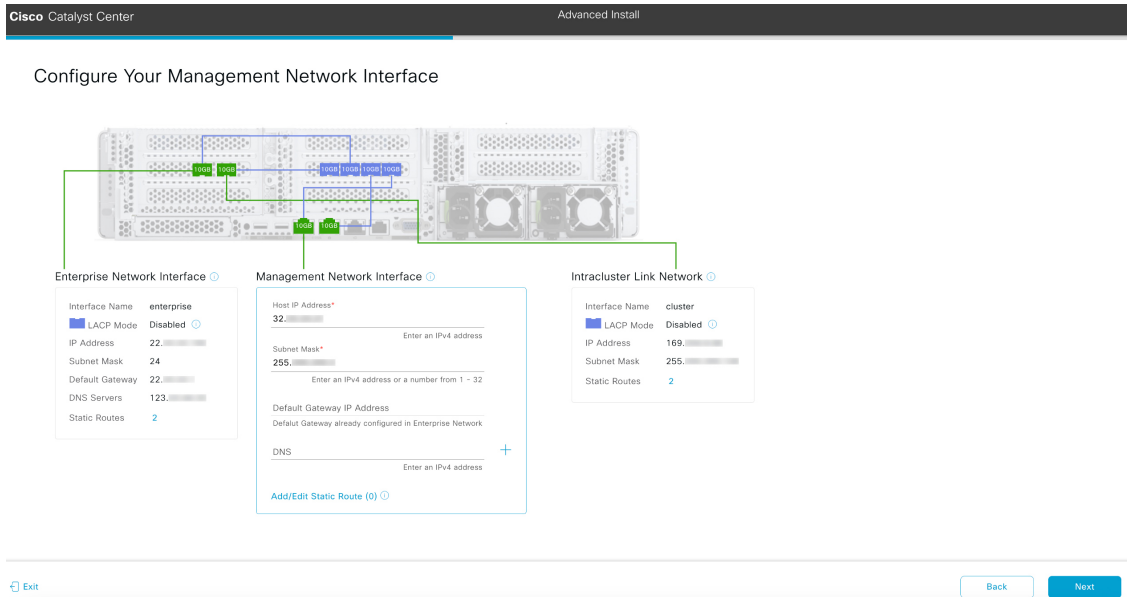 Cisco Catalyst Center
Advanced Install
Configure Your Management Network Interface
10GB 10GB 10GB 10GB 10GB 10GB
10GB 10GB
Enterprise Network Interface
Interface Name enterprise
LACP Mode Disabled
IP Address 22.
Subnet Mask 24
Default Gateway 22.
DNS Servers 123.
Static Routes 2
Management Network Interface
Host IP Address*
32.
Enter an IPv4 address
Subnet Mask*
255.
Enter an IPv4 address or a number from 1 - 32
Default Gateway IP Address
Defalut Gateway already configured in Enterprise Network
DNS
Enter an IPv4 address
Add/Edit Static Route (0)
Intracluster Link Network
Interface Name cluster
LACP Mode Disabled
IP Address 169.
Subnet Mask 255.
Static Routes 2
Exit
Back
Next